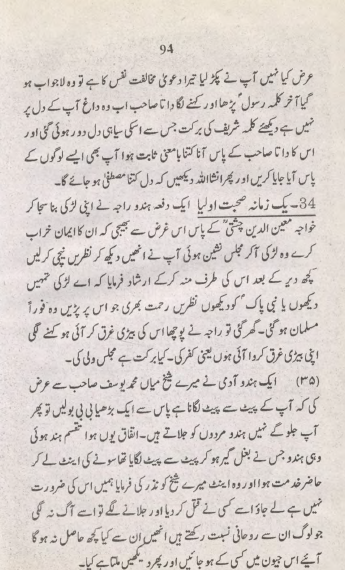 94
عرض کیا نہیں آپ نے پکڑ لیا تیرا دعویٰ مخالفت نفس کا ہے تو وہ لاجواب ہو
گیا آخر کلمہ رسولؐ پڑھا اور کہنے لگا داتا صاحب اب وہ داغ آپ کے دل پر
نہیں ہے دیکھئے کلمہ شریف کی برکت جس سے اسکی سیاہی دل دور ہوئی گئی اور
اس کا داتا صاحب کے پاس آنا کتنا بامعنی ثابت ہوا آپ بھی ایسے لوگوں کے
پاس آیا جایا کریں اور پھر انشااللہ دیکھیں کہ دل کتنا مصطفیٰ ہو جائے گا۔
34۔ یک زمانہ صحبت اولیا ایک دفعہ ہندو راجہ نے اپنی لڑکی بنا سجا کر
خواجہ معین الدین چشتیؒ کے پاس اس غرض سے بھیجی کہ ان کا ایمان خراب
کرے وہ لڑکی آکر مجلس نشین ہوئی آپ نے انھیں دیکھ کر نظریں نیچی کر لیں
کچھ دیر کے بعد اس کی طرف منہ کر کے ارشاد فرمایا کہ اے لڑکی تمہیں
دیکھوں یا نبی پاکؐ کو دیکھوں نظریں رحمت بھری جو اس پر پڑیں وہ فوراً
مسلمان ہو گئی۔ گھر گئی تو راجہ نے پوچھا اس کی بیڑی غرق کر آئی ہو کہنے لگی
اپنی بیڑی غرق کروا آئی ہوں یعنی کفر کی۔ کیا برکت ہے مجلس ولی کی۔
(۳۵) ایک ہندو آدمی نے میرے شیخ میاں محمد یوسف صاحب سے عرض
کی کہ آپ کے پیٹ سے پیٹ لگانا ہے پاس سے ایک بڑھیا بی بی بولیں تو پھر
آپ جلو گے نہیں ہندو مردوں کو جلاتے ہیں۔ اتفاق یوں ہوا تقسیم ہند ہوئی
وہی ہندو جس نے بغل گیر ہو کر پیٹ سے پیٹ لگایا تھا سونے کی اینٹ لے کر
حاضر خدمت ہوا اور وہ اینٹ میرے شیخ کو نذر کی فرمایا ہمیں اس کی ضرورت
نہیں ہے لے جاؤ اسے کسی نے قتل کر دیا اور جلانے لگے تو اسے آگ نہ لگی
جو لوگ ان سے روحانی نسبت رکھتے ہیں انھیں ان سے کیا کچھ حاصل نہ ہو گا
آئیے اس جیون میں کسی کے ہو جائیں اور پھر دیکھیں ملتا ہے کیا۔